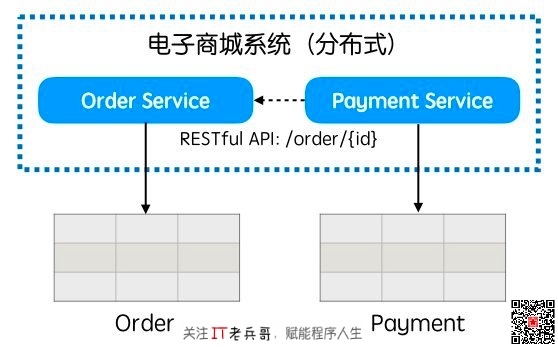 电子商城系统（分布式）
Order Service
Payment Service
RESTful API: /order/{id}
Order
Payment
关注IT老兵哥，赋能程序人生